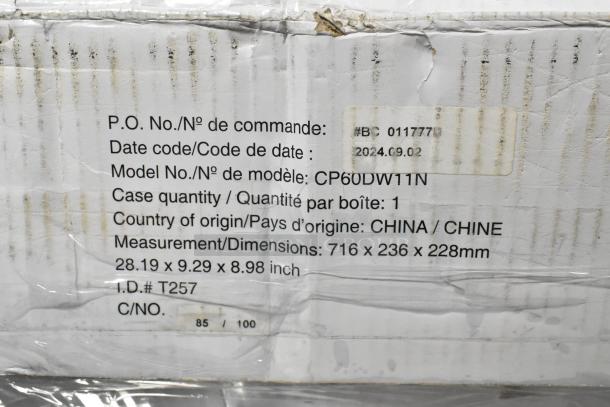 P.O. No./Nº de commande: #BC 011777
Date code/Code de date : 2024.09.02
Model No./Nº de modèle: CP60DW11N
Case quantity / Quantité par boîte: 1
Country of origin/Pays d'origine: CHINA / CHINE
Measurement/Dimensions: 716 x 236 x 228mm
28.19 x 9.29 x 8.98 inch
I.D.# T257
C/NO.
85 / 100